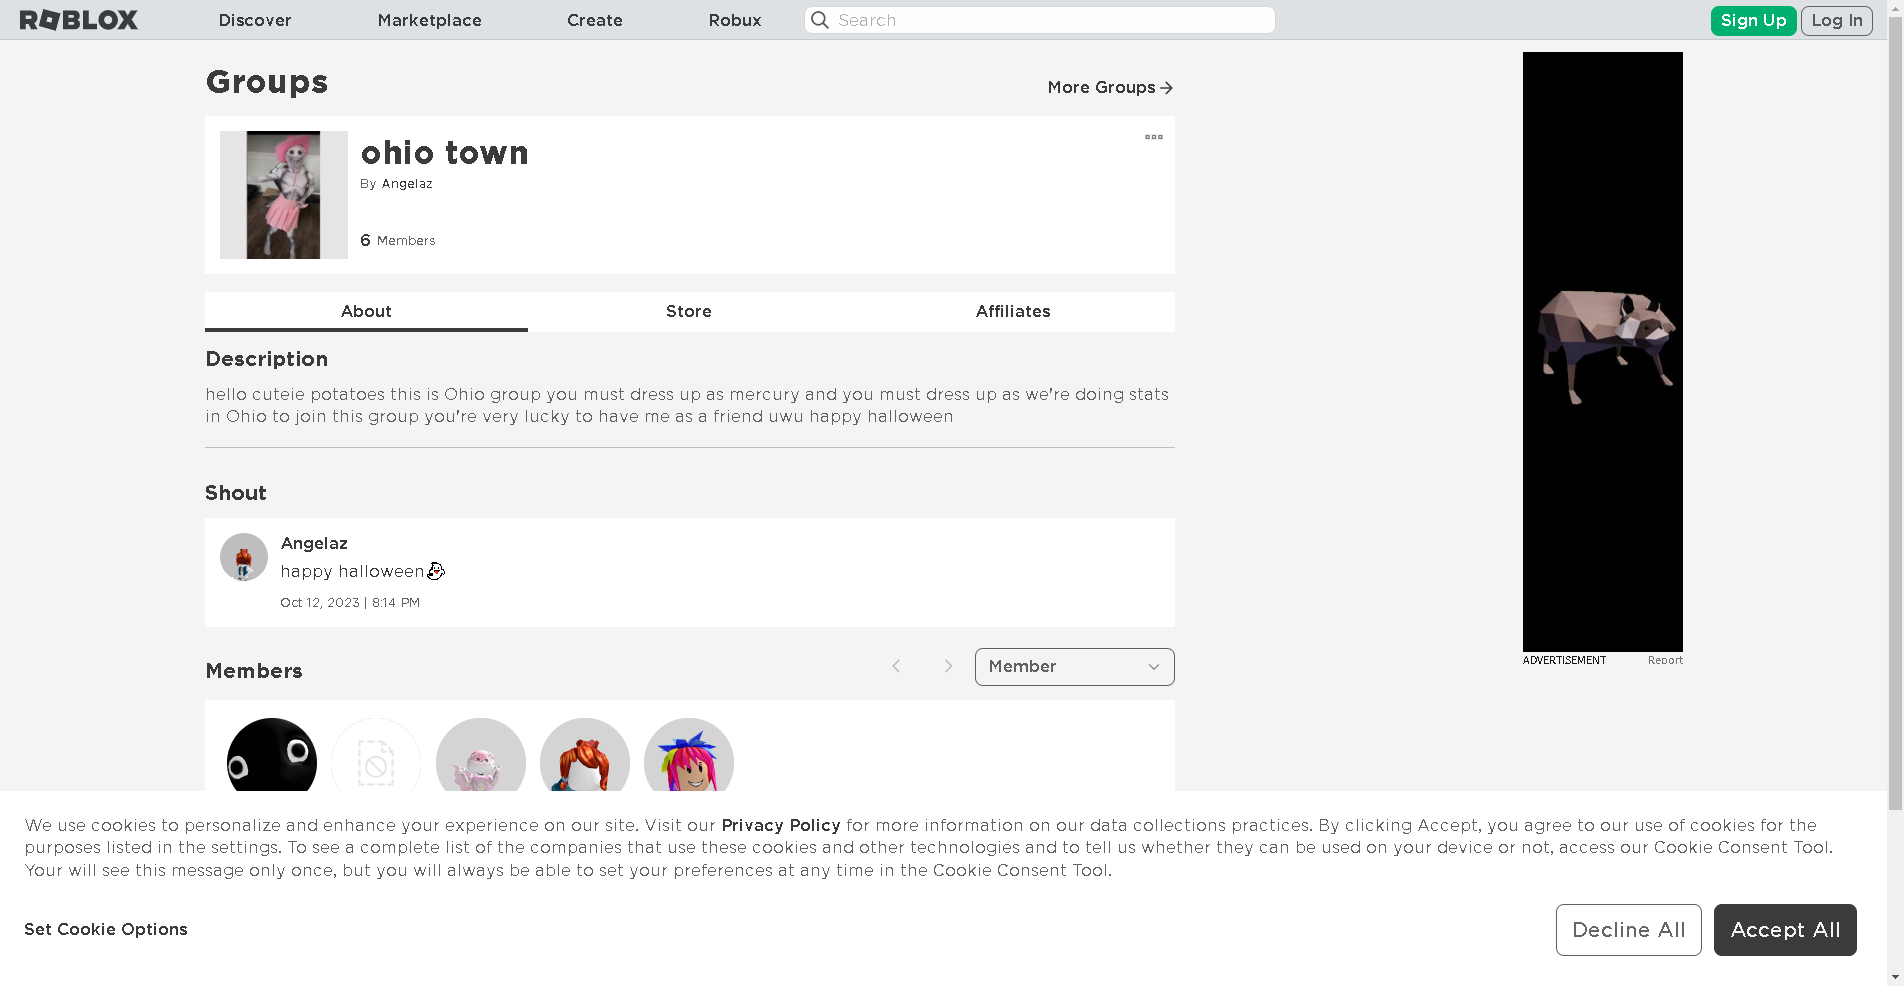 ROBLOX
Discover
Marketplace
Create
Robux
Search
Sign Up
Log In
Groups
More Groups
ohio town
By Angelaz
6 Members
About
Store
Affiliates
Description
hello cuteie potatoes this is Ohio group you must dress up as mercury and you must dress up as we're doing stats
in Ohio to join this group you're very lucky to have me as a friend uwu happy halloween
Shout
Angelaz
happy halloween
Oct 12, 2023 | 8:14 PM
Members
Member
ADVERTISEMENT
Report
We use cookies to personalize and enhance your experience on our site. Visit our Privacy Policy for more information on our data collections practices. By clicking Accept, you agree to our use of cookies for the
purposes listed in the settings. To see a complete list of the companies that use these cookies and other technologies and to tell us whether they can be used on your device or not, access our Cookie Consent Tool.
Your will see this message only once, but you will always be able to set your preferences at any time in the Cookie Consent Tool.
Set Cookie Options
Decline All
Accept All